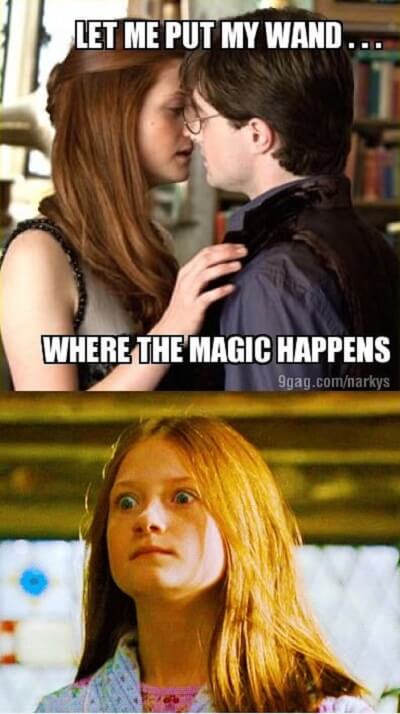 LET ME PUT MY WAND . . .
WHERE THE MAGIC HAPPENS
9gag.com/narkys